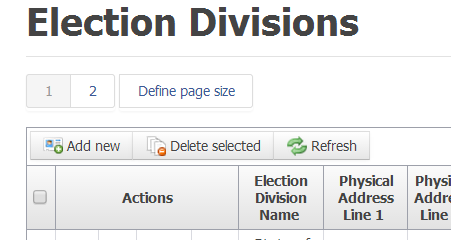 Election Divisions
1 2 Define page size
Add new Delete selected Refresh
Actions
Election Division Name
Physical Address Line 1
Line